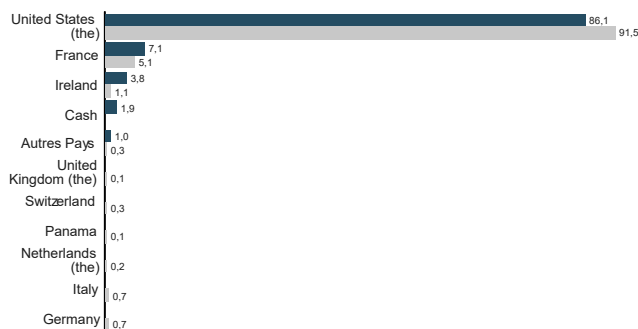 United States
(the)
86,1
91,5
France
7,1
5,1
Ireland
3,8
1,1
Cash
1,9
Autres Pays
1,0
0,3
United
Kingdom (the)
0,1
Switzerland
0,3
Panama
0,1
Netherlands
(the)
0,2
Italy
0,7
Germany
0,7